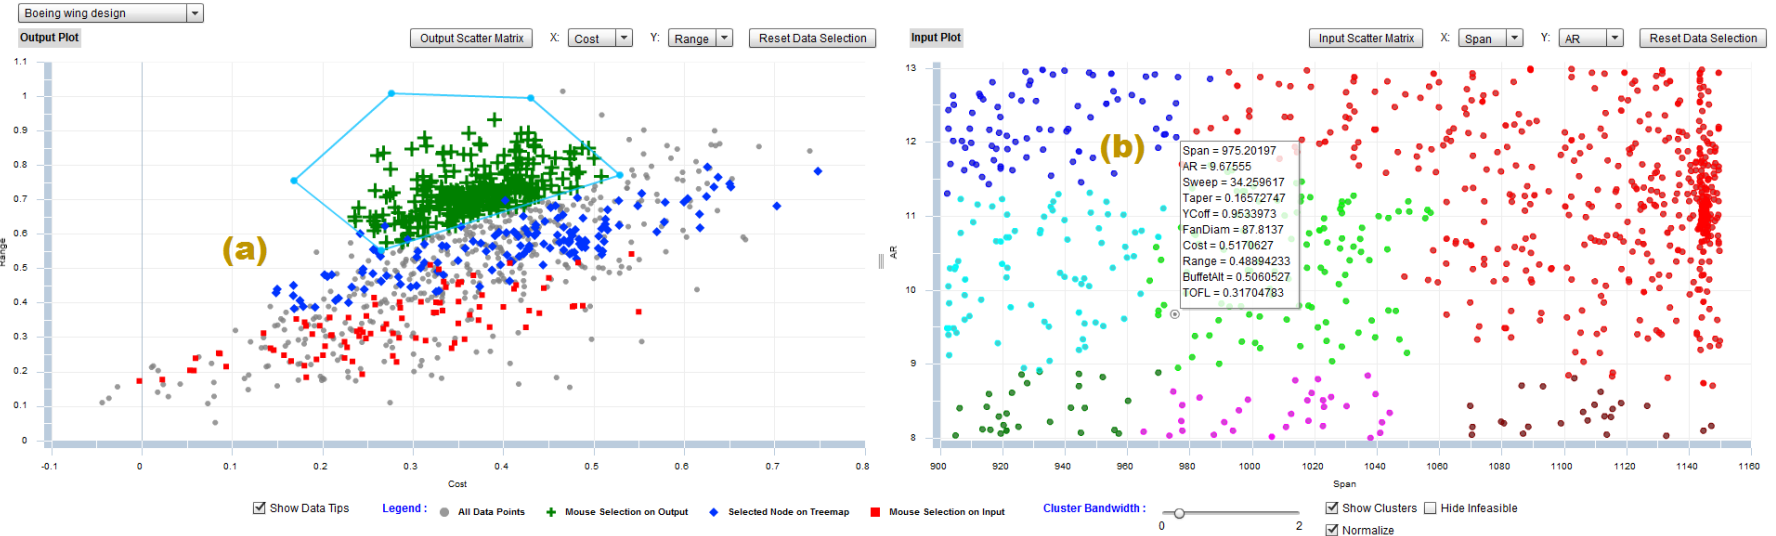 Boeing wing design
Output Plot
Output Scatter Matrix
X:
Cost
Y:
Range
Reset Data Selection
1.1
1
0.9
0.8
0.7
0.6
0.5
0.4
0.3
0.2
0.1
0
Range
(a)
-0.1
0
0.1
0.2
0.3
0.4
0.5
0.6
0.7
0.8
Cost
Input Plot
Input Scatter Matrix
X:
Span
Y:
AR
Reset Data Selection
13
12
11
10
9
8
AR
(b)
Span = 975.20197
AR = 9.67555
Sweep = 34.259617
Taper = 0.16572747
YCoff = 0.9533973
FanDiam = 87.8137
Cost = 0.5170627
Range = 0.48894233
BuffetAlt = 0.5060527
TOFL = 0.31704783
900
920
940
960
980
1000
1020
1040
1060
1080
1100
1120
1140
1160
Span
Show Data Tips
Legend :
All Data Points
Mouse Selection on Output
Selected Node on Treemap
Mouse Selection on Input
Cluster Bandwidth :
0
2
Show Clusters
Hide Infeasible
Normalize